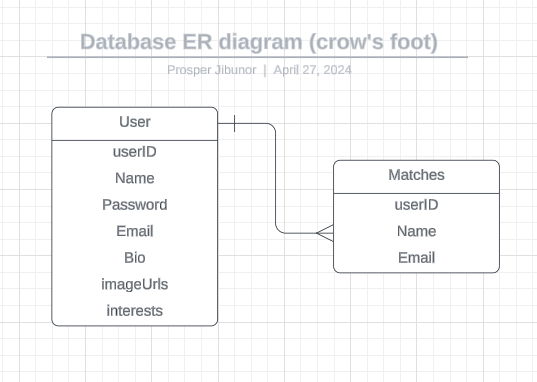 Database ER diagram (crow's foot)
Prosper Jibunor | April 27, 2024
User
userID
Name
Password
Email
Bio
imageUrls
interests
Matches
userID
Name
Email